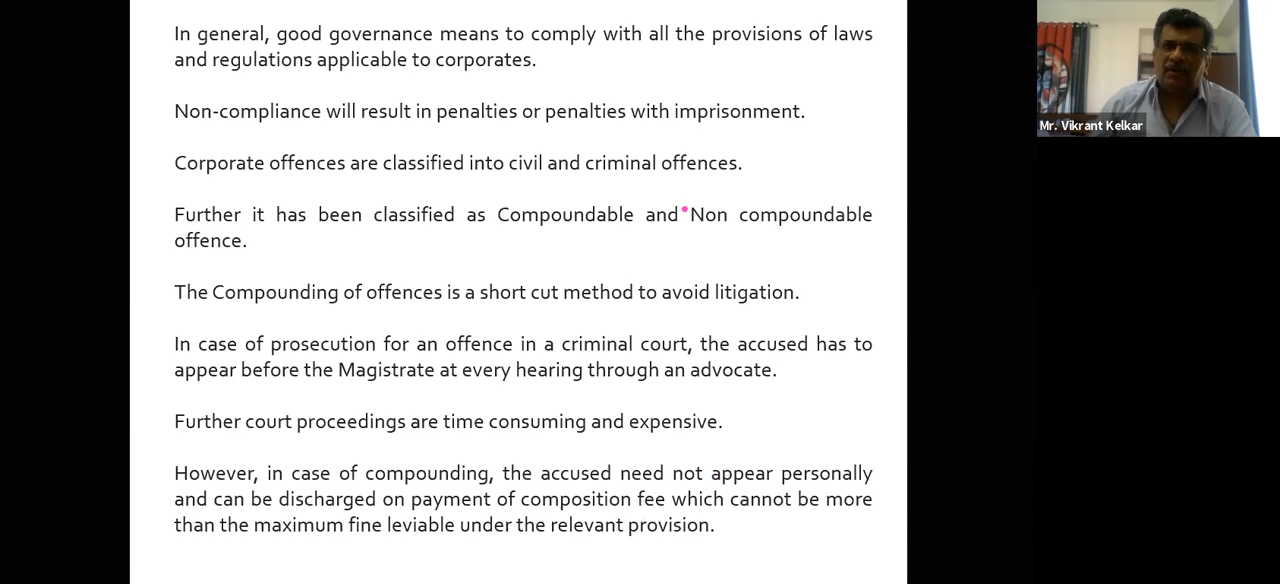 In general, good governance means to comply with all the provisions of laws
and regulations applicable to corporates.
Non-compliance will result in penalties or penalties with imprisonment.
Corporate offences are classified into civil and criminal offences.
Further it has been classified as Compoundable and Non compoundable
offence.
The Compounding of offences is a short cut method to avoid litigation.
In case of prosecution for an offence in a criminal court, the accused has to
appear before the Magistrate at every hearing through an advocate.
Further court proceedings are time consuming and expensive.
However, in case of compounding, the accused need not appear personally
and can be discharged on payment of composition fee which cannot be more
than the maximum fine leviable under the relevant provision.
Mr. Vikrant Kelkar